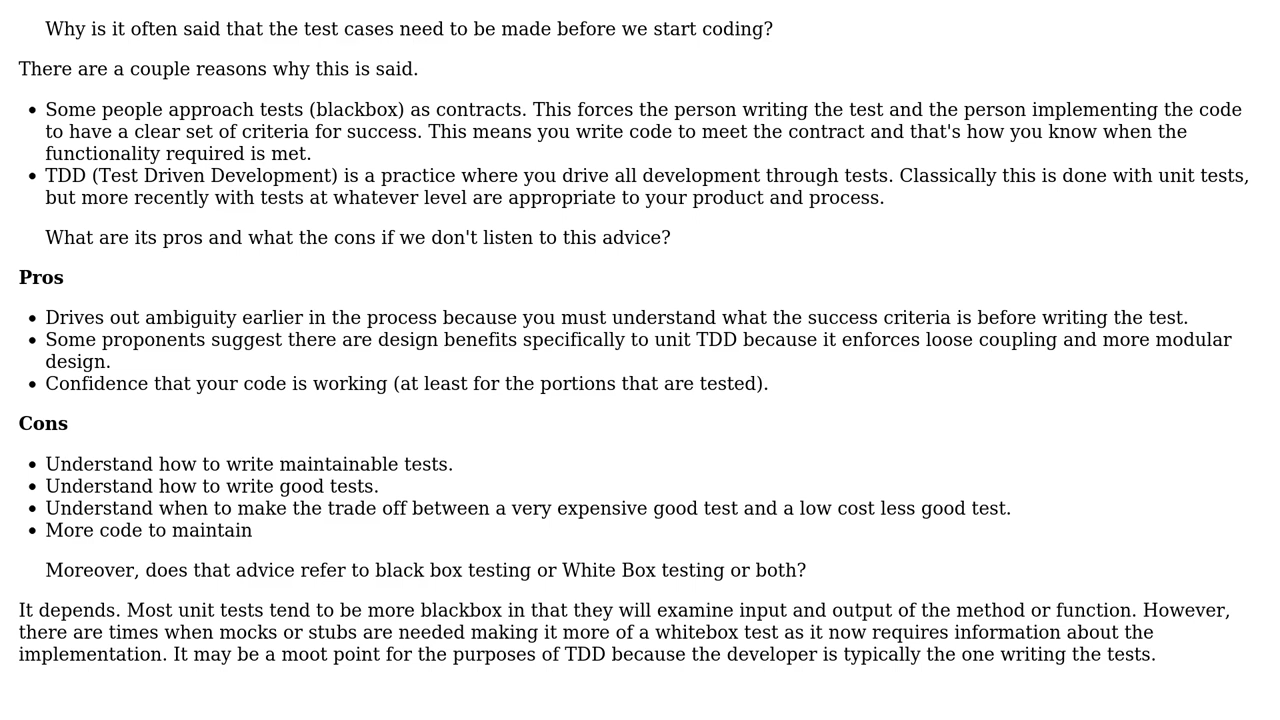 Why is it often said that the test cases need to be made before we start coding?
There are a couple reasons why this is said.
• Some people approach tests (blackbox) as contracts. This forces the person writing the test and the person implementing the code
to have a clear set of criteria for success. This means you write code to meet the contract and that's how you know when the
functionality required is met.
• TDD (Test Driven Development) is a practice where you drive all development through tests. Classically this is done with unit tests,
but more recently with tests at whatever level are appropriate to your product and process.
What are its pros and what the cons if we don't listen to this advice?
Pros
• Drives out ambiguity earlier in the process because you must understand what the success criteria is before writing the test.
• Some proponents suggest there are design benefits specifically to unit TDD because it enforces loose coupling and more modular
design.
• Confidence that your code is working (at least for the portions that are tested).
Cons
• Understand how to write maintainable tests.
• Understand how to write good tests.
• Understand when to make the trade off between a very expensive good test and a low cost less good test.
• More code to maintain
Moreover, does that advice refer to black box testing or White Box testing or both?
It depends. Most unit tests tend to be more blackbox in that they will examine input and output of the method or function. However,
there are times when mocks or stubs are needed making it more of a whitebox test as it now requires information about the
implementation. It may be a moot point for the purposes of TDD because the developer is typically the one writing the tests.